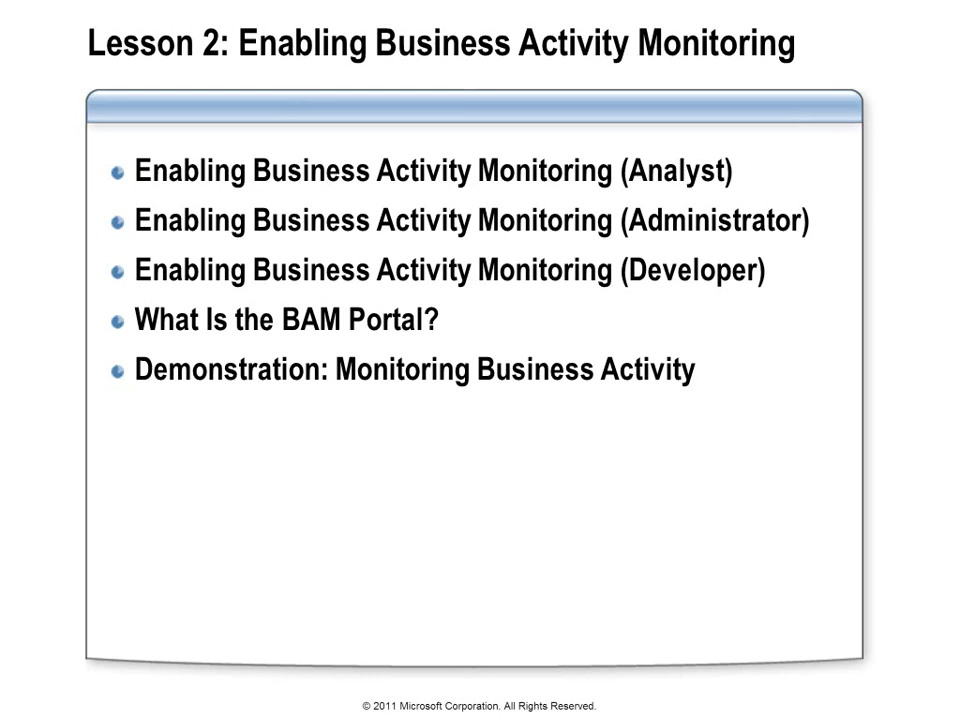 Lesson 2: Enabling Business Activity Monitoring
Enabling Business Activity Monitoring (Analyst)
Enabling Business Activity Monitoring (Administrator)
Enabling Business Activity Monitoring (Developer)
What Is the BAM Portal?
Demonstration: Monitoring Business Activity
© 2011 Microsoft Corporation. All Rights Reserved.